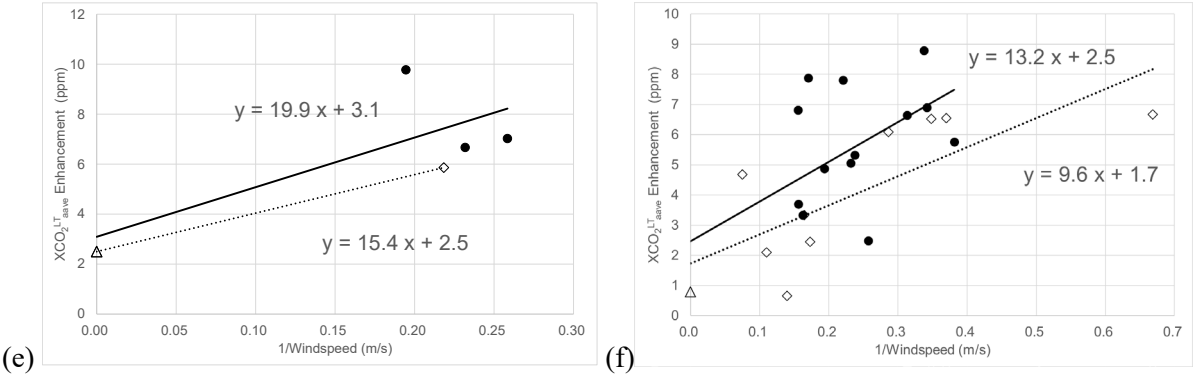 12
10
8
6
4
2
0
0.00 0.05 0.10 0.15 0.20 0.25 0.30
XCO₂ᴸᵀaave Enhancement (ppm)
1/Windspeed (m/s)
y = 19.9 x + 3.1
y = 15.4 x + 2.5
(e)
10
9
8
7
6
5
4
3
2
1
0
0.0 0.1 0.2 0.3 0.4 0.5 0.6 0.7
XCO₂ᴸᵀaave Enhancement (ppm)
1/Windspeed (m/s)
y = 13.2 x + 2.5
y = 9.6 x + 1.7
(f)